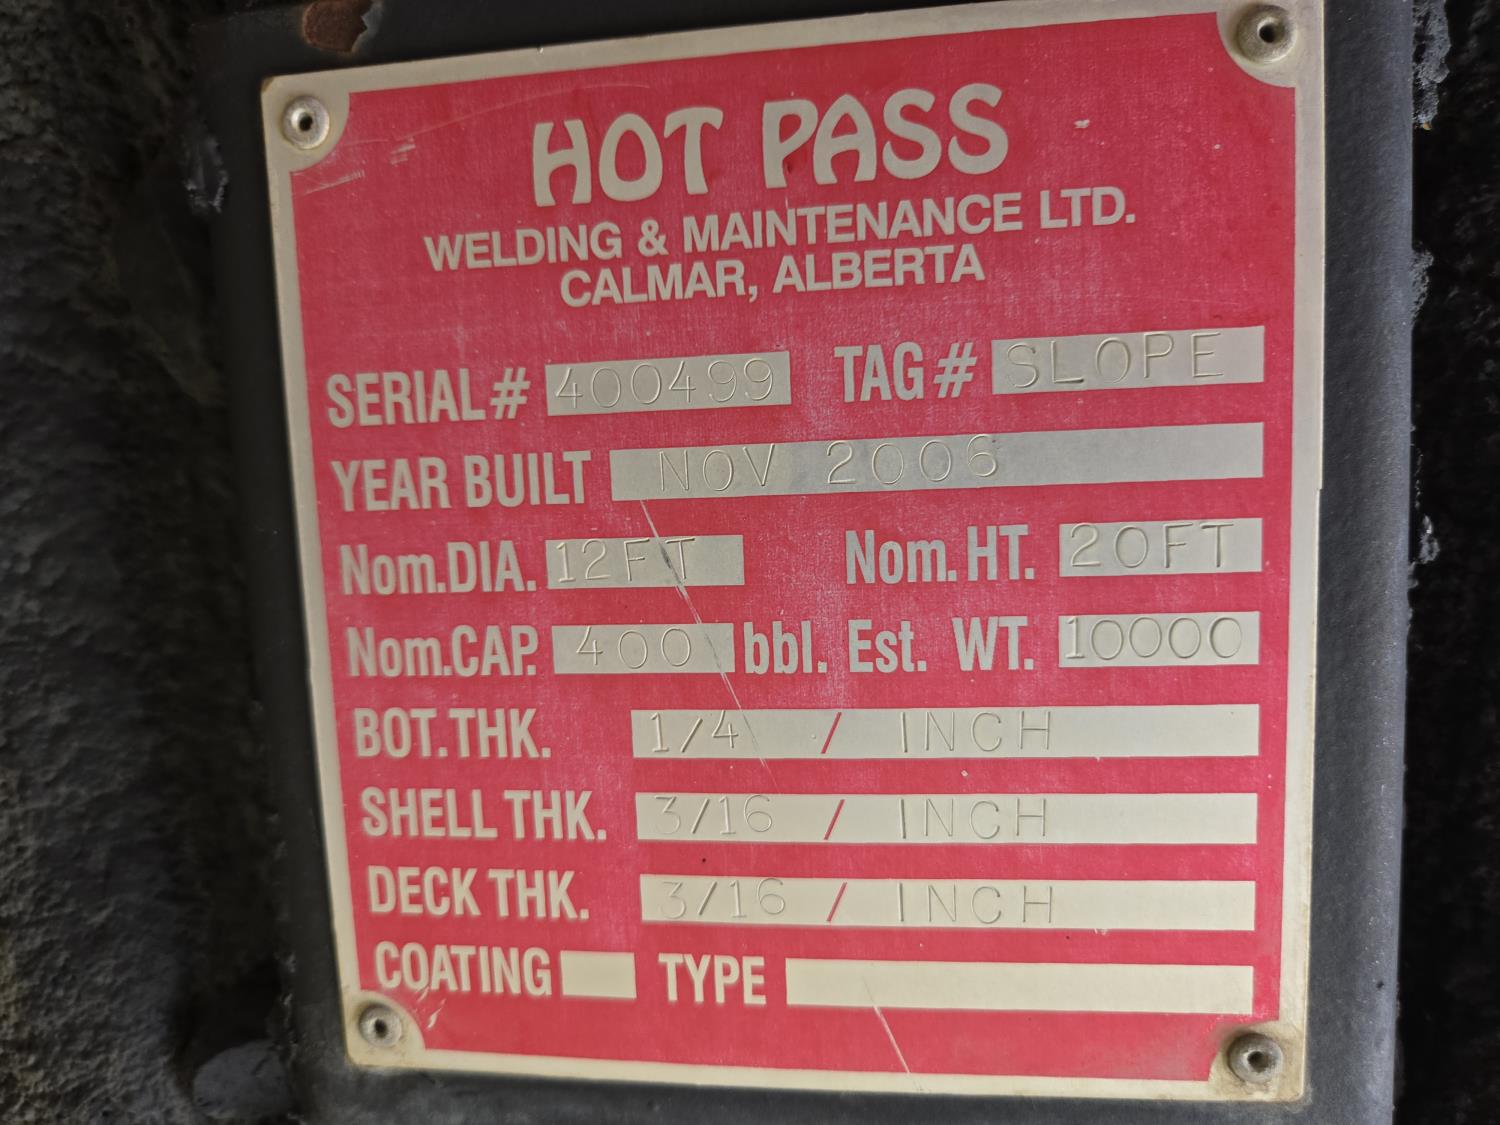 HOT PASS
WELDING & MAINTENANCE LTD.
CALMAR, ALBERTA
SERIAL# 400499 TAG# SLOPE
YEAR BUILT NOV 2006
Nom.DIA. 12FT Nom.HT. 20FT
Nom.CAP. 400 bbl. Est. WT. 10000
BOT.THK. 1/4 / INCH
SHELL THK. 3/16 / INCH
DECK THK. 3/16 / INCH
COATING TYPE